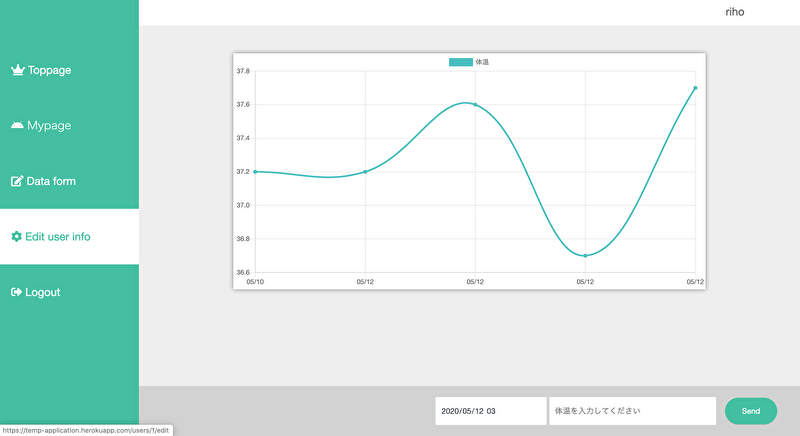 riho
Toppage
Mypage
Data form
Edit user info
Logout
体温
37.8
37.6
37.4
37.2
37.0
36.8
36.6
05/10 05/12 05/12 05/12 05/12
2020/05/12 03 体温を入力してください Send
https://temp-application.herokuapp.com/users/1/edit